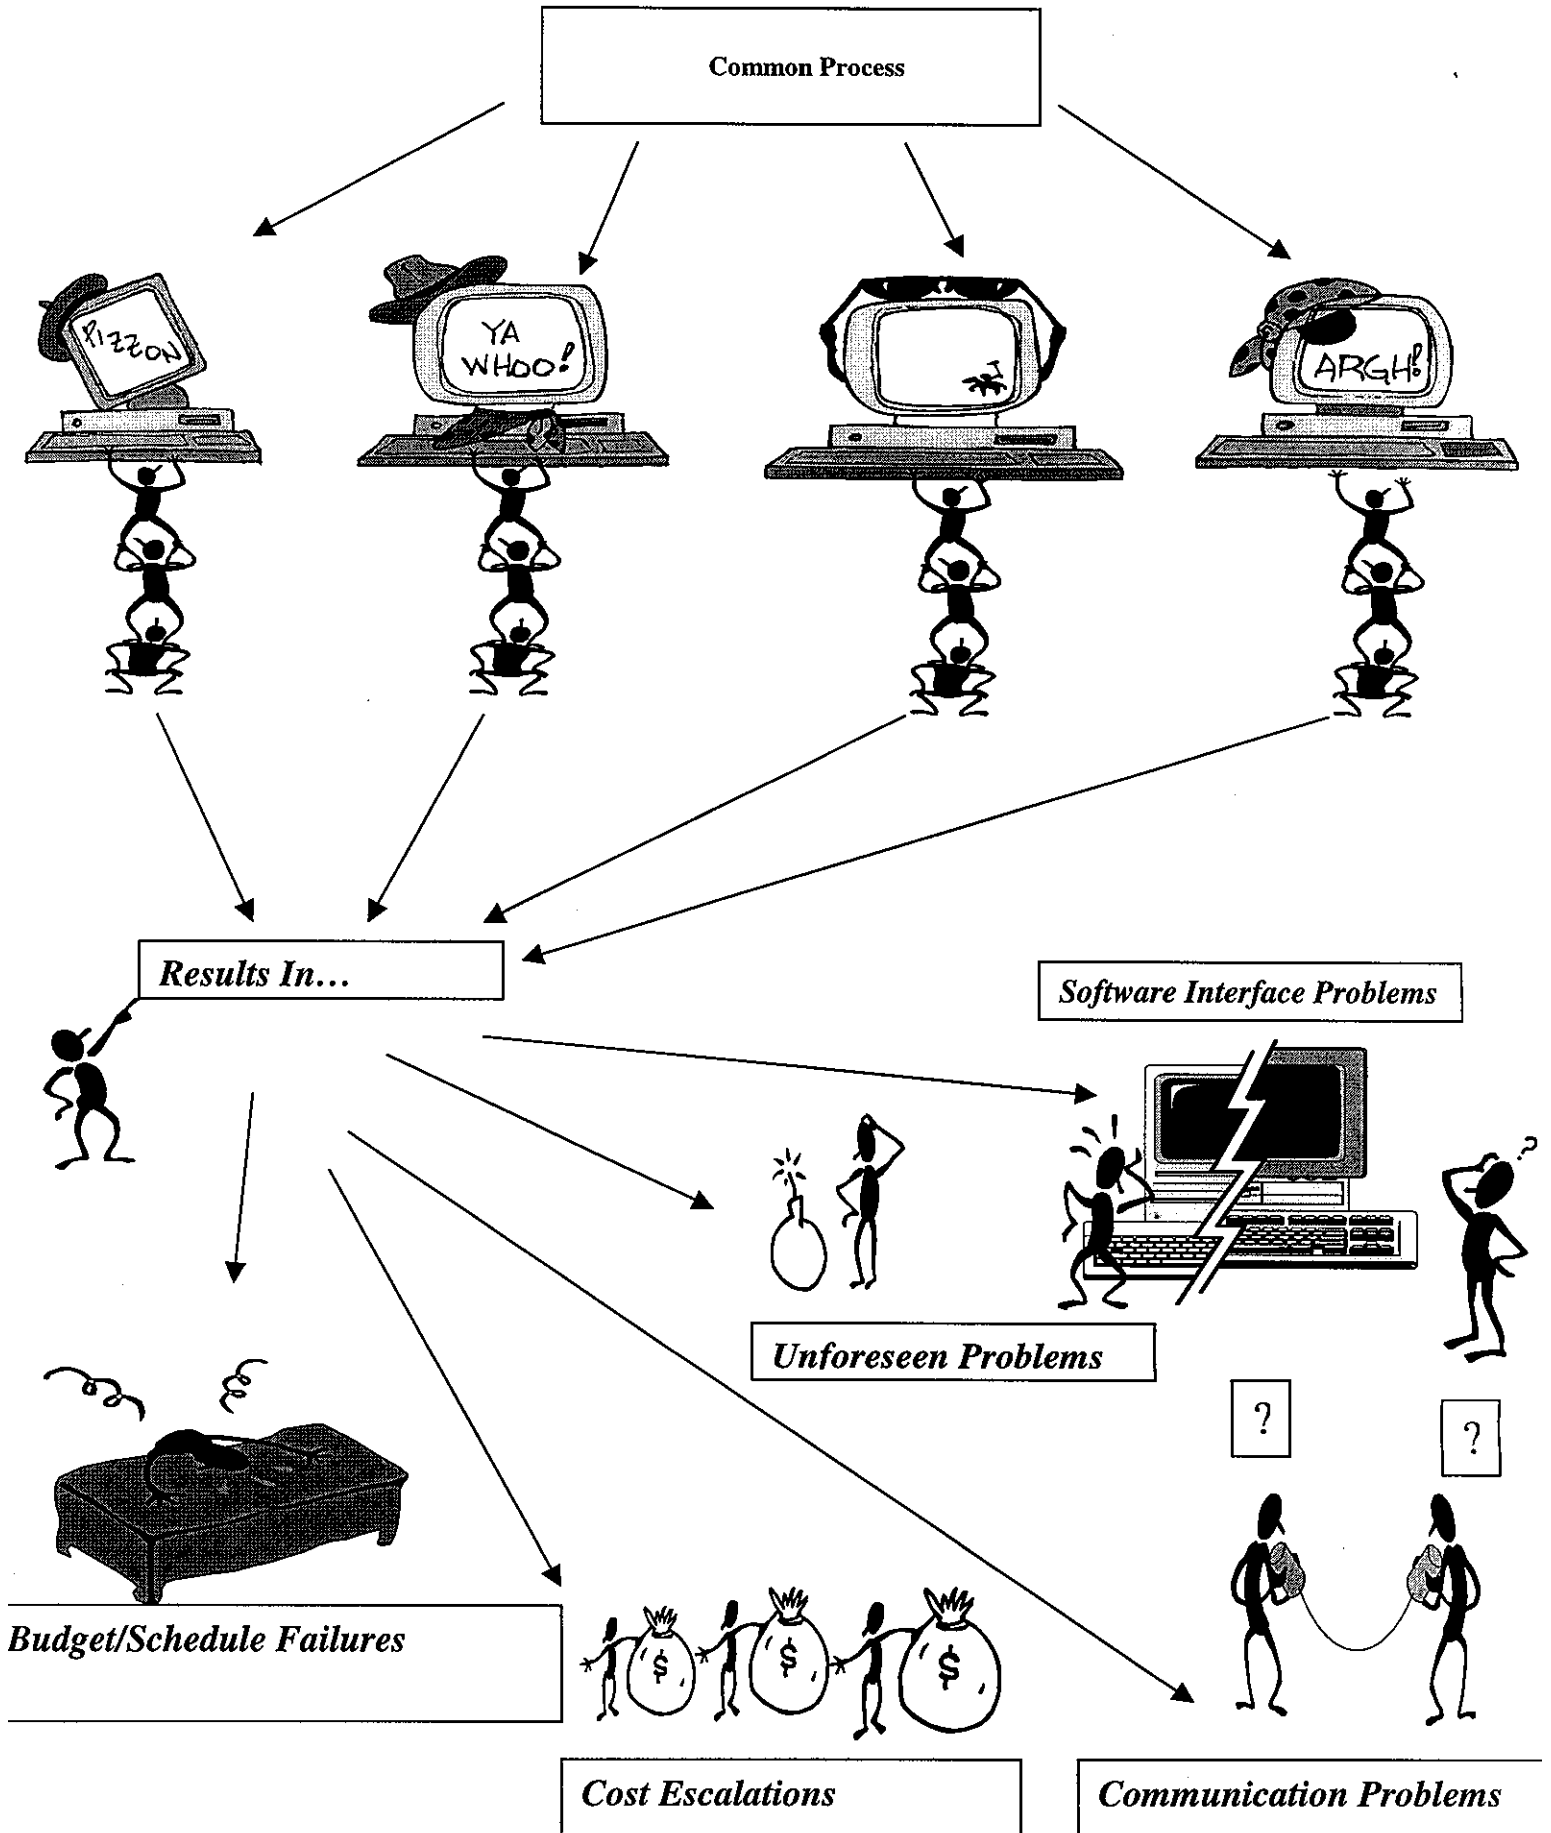 Common Process
PIZZON
YA
WHOO!
ARGH!
Results In...
Software Interface Problems
?
Unforeseen Problems
?
?
Budget/Schedule Failures
$
$
$
Cost Escalations
Communication Problems